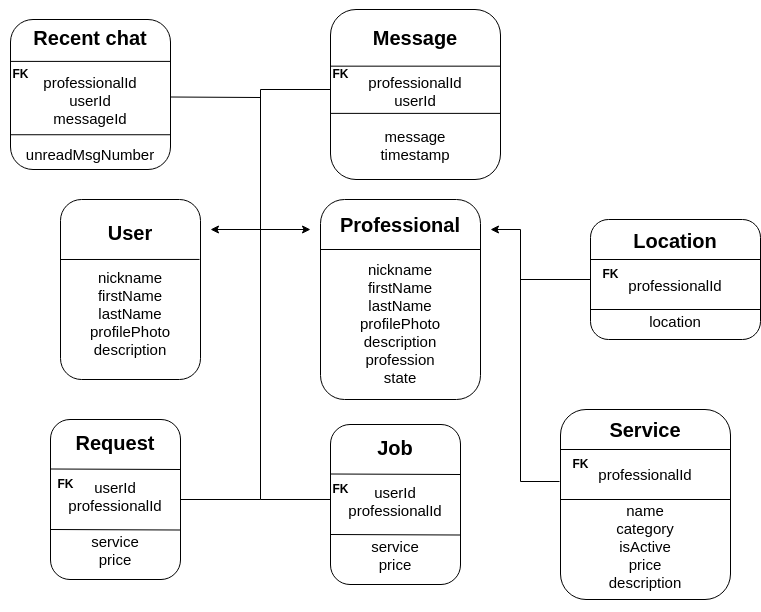 Recent chat
FK
professionalId
userId
messageId
unreadMsgNumber
Message
FK
professionalId
userId
message
timestamp
User
nickname
firstName
lastName
profilePhoto
description
Professional
nickname
firstName
lastName
profilePhoto
description
profession
state
Location
FK
professionalId
location
Request
FK
userId
professionalId
service
price
Job
FK
userId
professionalId
service
price
Service
FK
professionalId
name
category
isActive
price
description